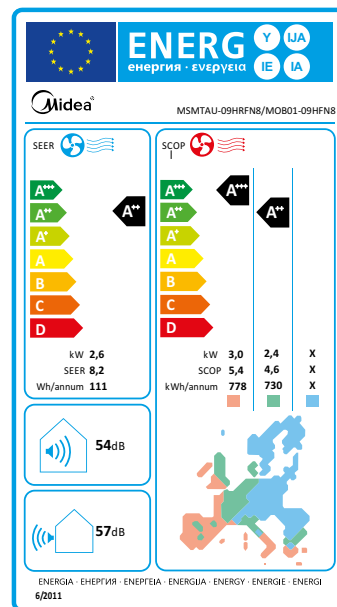 ENERG
енергия · ενεργεια
Y IJA
IE IA
Midea
MSMTAU-09HRFN8/MOB01-09HFN8
SEER
SCOP
I
A+++ A+++ A+++
A++ A++ A++ A++
A+ A+
A A
B B
C C
D D
kW 2,6
SEER 8,2
Wh/annum 111
kW 3,0 2,4 X
SCOP 5,4 4,6 X
kWh/annum 778 730 X
54dB
57dB
ENERGIA · ЕНЕРГИЯ · ΕΝΕΡΓΕΙΑ · ENERGIJA · ENERGY · ENERGIE · ENERGI
6/2011